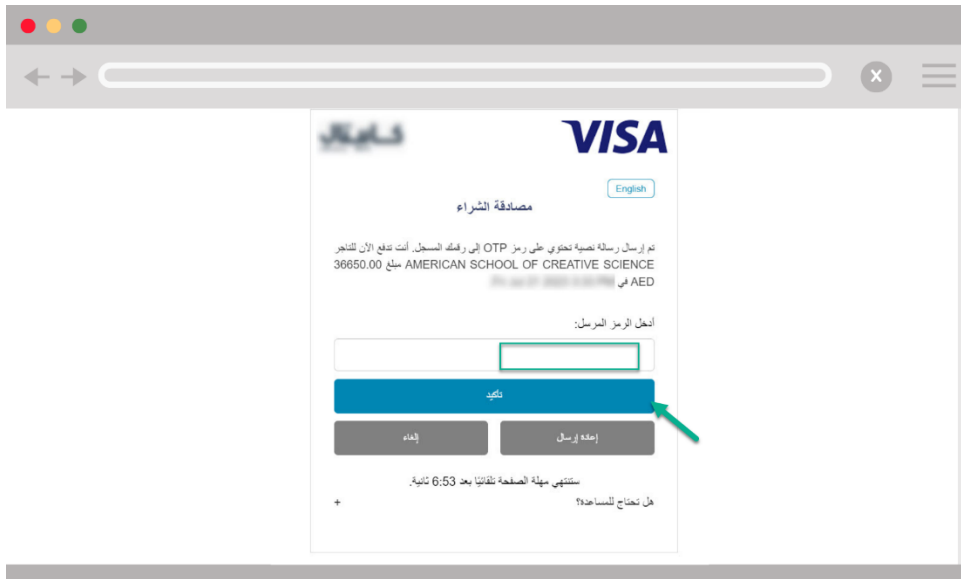 X
VISA
English
مصادقة الشراء
تم إرسال رسالة نصية تحتوي على رمز OTP إلى رقمك المسجل. أنت تدفع الآن للتاجر
AMERICAN SCHOOL OF CREATIVE SCIENCE مبلغ 36650.00
AED في
أدخل الرمز المرسل:
تأكيد
إعادة إرسال
إلغاء
ستنتهي مهلة الصفحة تلقائيًا بعد 6:53 ثانية.
هل تحتاج للمساعدة؟ +